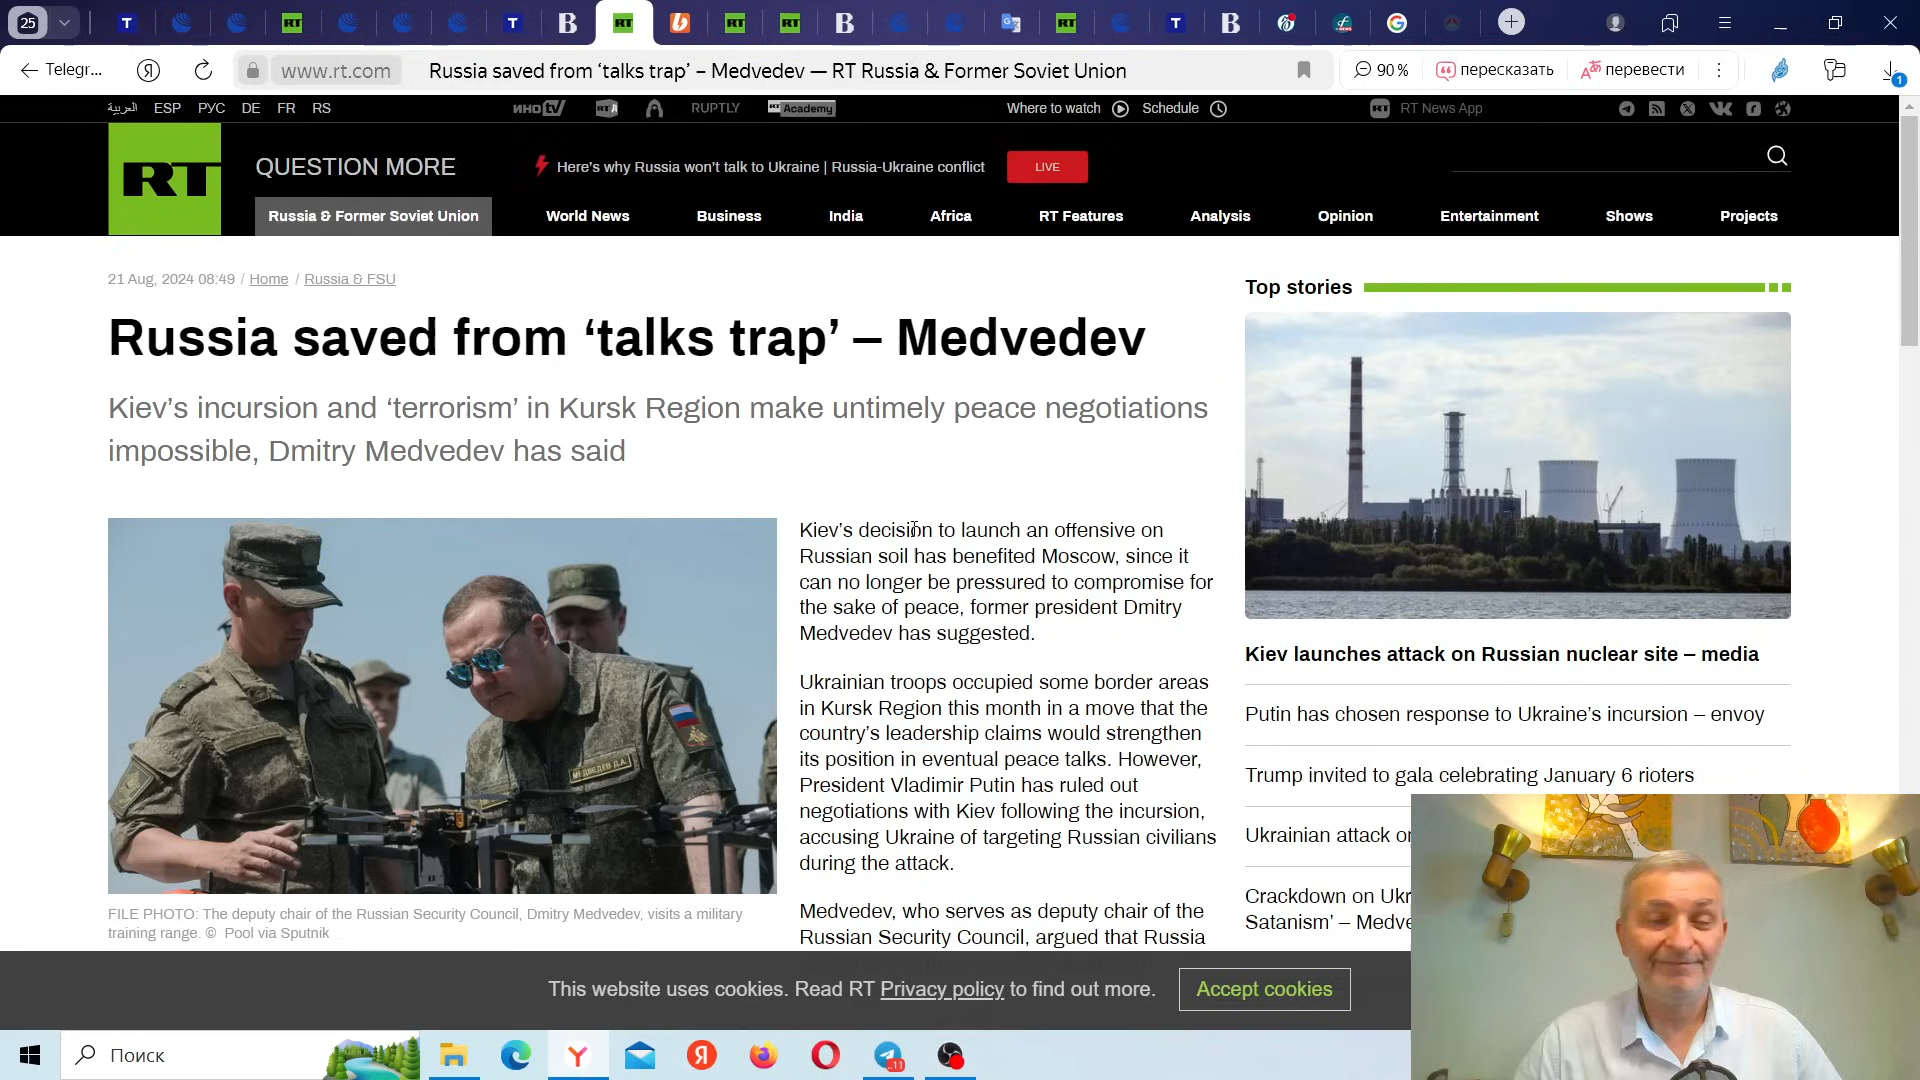 25
Telegr...
www.rt.com
Russia saved from ‘talks trap’ – Medvedev — RT Russia & Former Soviet Union
90 %
пересказать
перевести
1
العربية ESP РУС DE FR RS
ИНОTV
RUPTLY
RT Academy
Where to watch
Schedule
RT News App
RT
QUESTION MORE
Here’s why Russia won’t talk to Ukraine | Russia-Ukraine conflict
LIVE
Russia & Former Soviet Union
World News
Business
India
Africa
RT Features
Analysis
Opinion
Entertainment
Shows
Projects
21 Aug, 2024 08:49 / Home / Russia & FSU
Russia saved from ‘talks trap’ – Medvedev
Kiev’s incursion and ‘terrorism’ in Kursk Region make untimely peace negotiations
impossible, Dmitry Medvedev has said
МЕДВЕДЕВ Д.А.
FILE PHOTO: The deputy chair of the Russian Security Council, Dmitry Medvedev, visits a military
training range. © Pool via Sputnik
Kiev’s decision to launch an offensive on
Russian soil has benefited Moscow, since it
can no longer be pressured to compromise for
the sake of peace, former president Dmitry
Medvedev has suggested.
Ukrainian troops occupied some border areas
in Kursk Region this month in a move that the
country’s leadership claims would strengthen
its position in eventual peace talks. However,
President Vladimir Putin has ruled out
negotiations with Kiev following the incursion,
accusing Ukraine of targeting Russian civilians
during the attack.
Medvedev, who serves as deputy chair of the
Russian Security Council, argued that Russia
Top stories
Kiev launches attack on Russian nuclear site – media
Putin has chosen response to Ukraine’s incursion – envoy
Trump invited to gala celebrating January 6 rioters
Ukrainian attack
Crackdown on
Satanism’ –
This website uses cookies. Read RT Privacy policy to find out more.
Accept cookies
Поиск